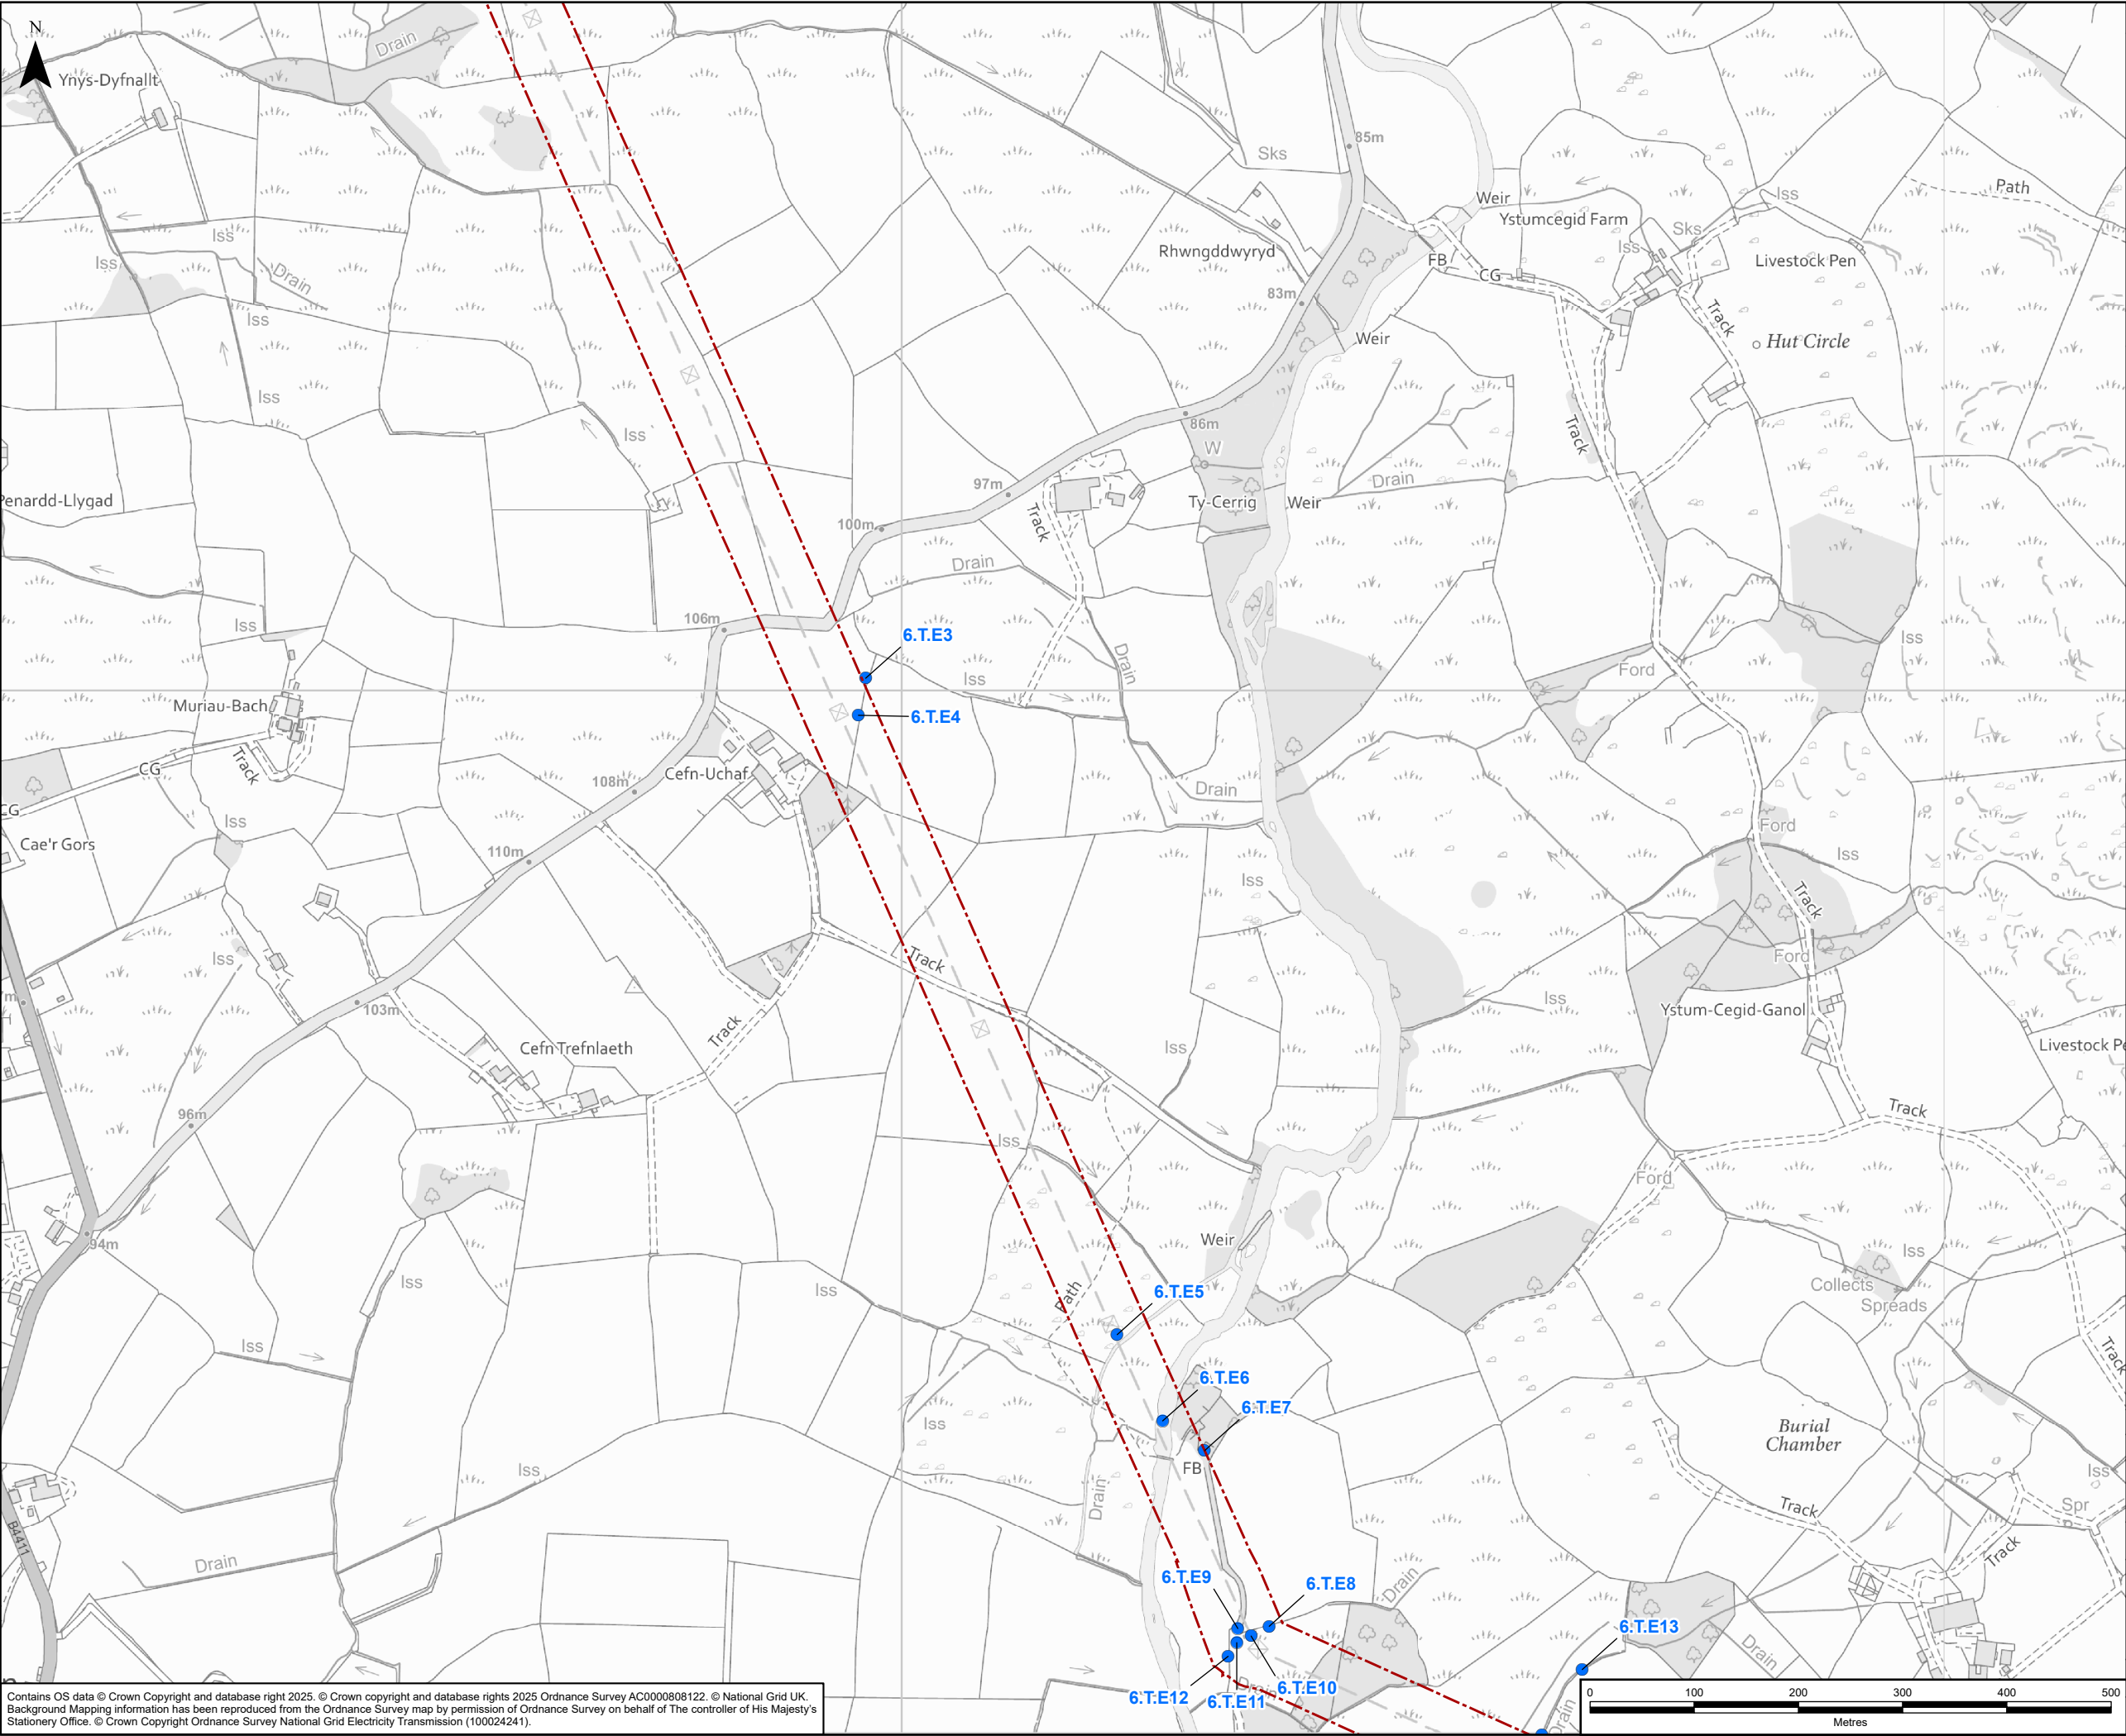 N
Ynys-Dyfnallt
Drain
85m
Sks
Weir
Ystumcegid Farm
Iss
Path
Iss
Sks
Iss
Rhwngddwyryd
FB
CG
Livestock Pen
Iss
Drain
83m
Track
Iss
Weir
Hut Circle
Iss
Iss
86m
W
Track
97m
Drain
Penardd-Llygad
Ty-Cerrig
Weir
100m
Track
Drain
106m
Iss
6.T.E3
Iss
Drain
Iss
Ford
Muriau-Bach
6.T.E4
CG
Track
Cefn-Uchaf
108m
Drain
CG
Iss
Ford
Cae'r Gors
110m
Iss
Iss
Track
Iss
Track
Ford
103m
Iss
Ystum-Cegid-Ganol
Track
Cefn Trefnlaeth
Iss
Livestock Pe
96m
Iss
Track
Ford
94m
Weir
Iss
Iss
Iss
Path
6.T.E5
Collects
Spreads
Iss
Track
6.T.E6
6.T.E7
Iss
Burial
Chamber
FB
Iss
Iss
Drain
Track
Spr
B4411
Drain
6.T.E9
6.T.E8
Drain
Track
6.T.E13
Drain
Drain
6.T.E12
6.T.E11
6.T.E10
Drain
Contains OS data © Crown Copyright and database right 2025. © Crown copyright and database rights 2025 Ordnance Survey AC0000808122. © National Grid UK.
Background Mapping information has been reproduced from the Ordnance Survey map by permission of Ordnance Survey on behalf of The controller of His Majesty's
Stationery Office. © Crown Copyright Ordnance Survey National Grid Electricity Transmission (100024241).
0 100 200 300 400 500
Metres